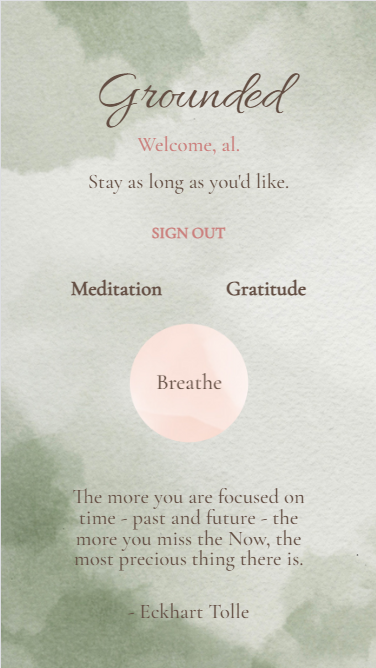 Grounded
Welcome, al.
Stay as long as you'd like.
SIGN OUT
Meditation Gratitude
Breathe
The more you are focused on
time - past and future - the
more you miss the Now, the
most precious thing there is.
- Eckhart Tolle